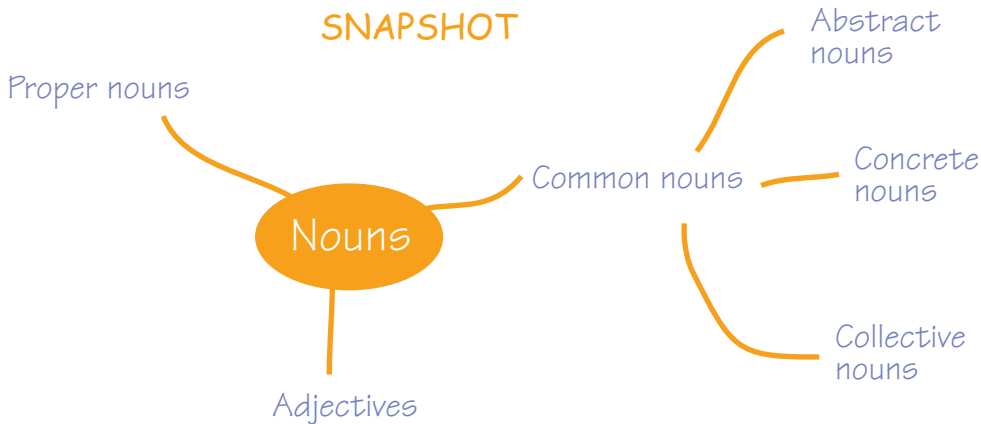 SNAPSHOT
Proper nouns
Nouns
Adjectives
Common nouns
Abstract
nouns
Concrete
nouns
Collective
nouns